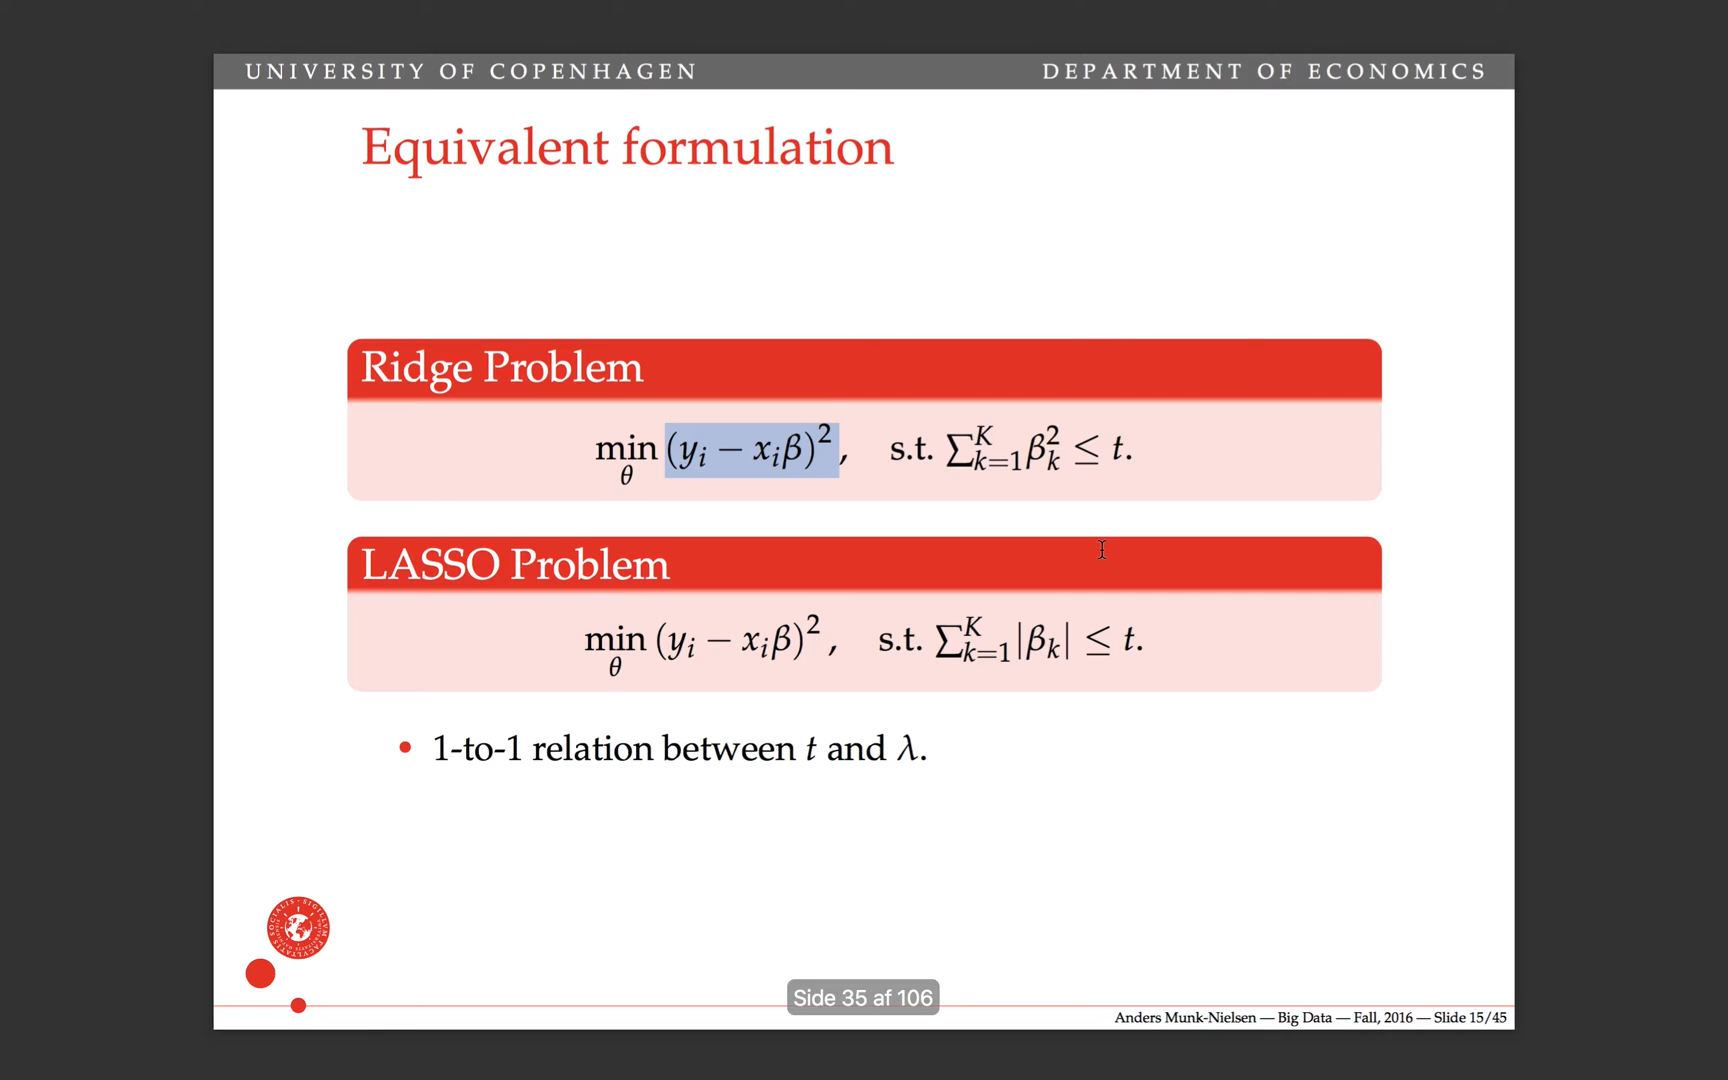 UNIVERSITY OF COPENHAGEN
DEPARTMENT OF ECONOMICS
Equivalent formulation
Ridge Problem
min_θ (y_i − x_iβ)², s.t. ∑_{k=1}^K β_k² ≤ t.
LASSO Problem
min_θ (y_i − x_iβ)², s.t. ∑_{k=1}^K |β_k| ≤ t.
• 1-to-1 relation between t and λ.
Side 35 af 106
Anders Munk-Nielsen — Big Data — Fall, 2016 — Slide 15/45